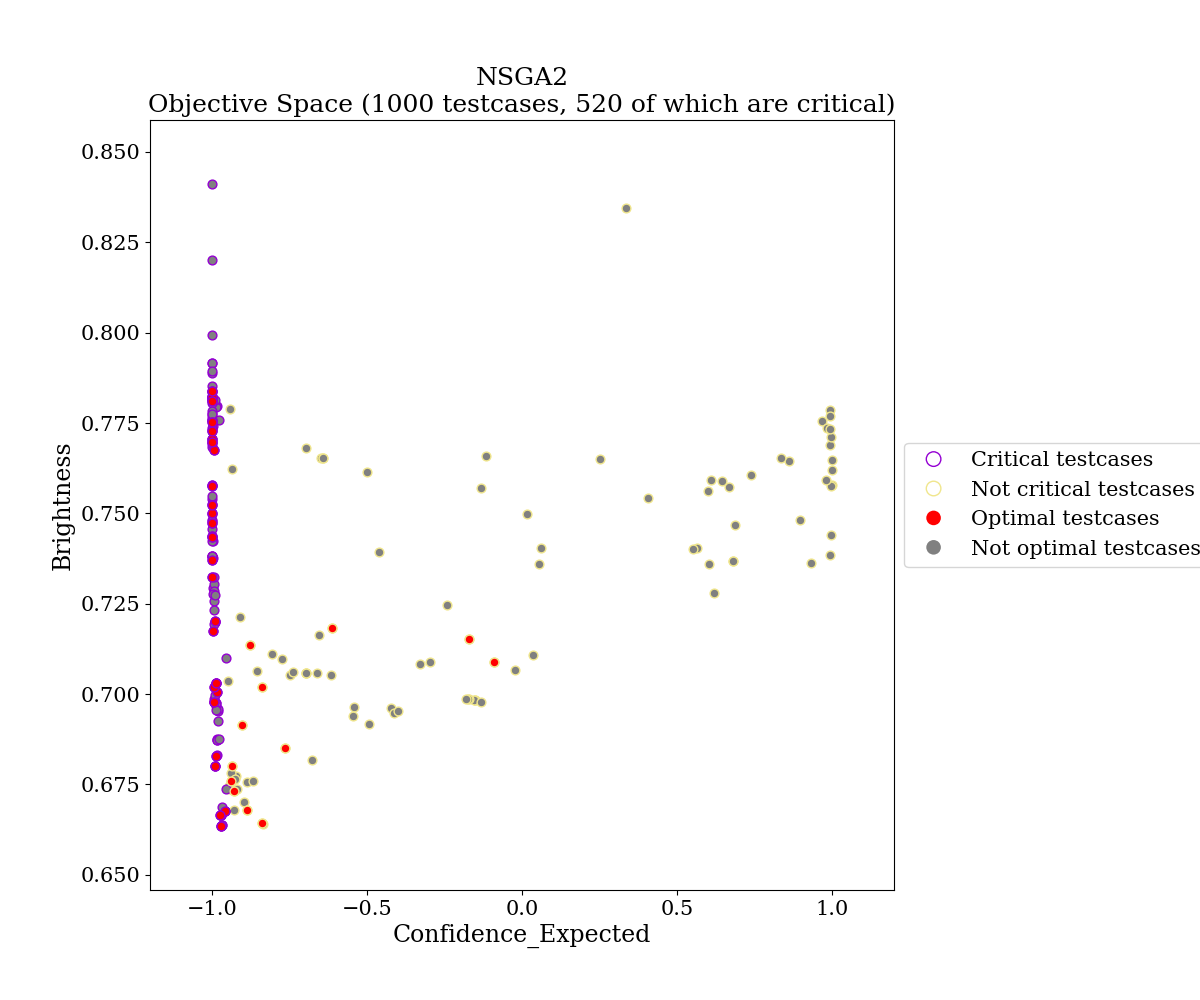 NSGA2
Objective Space (1000 testcases, 520 of which are critical)
0.850
0.825
0.800
0.775
0.750
0.725
0.700
0.675
0.650
Brightness
−1.0
−0.5
0.0
0.5
1.0
Confidence_Expected
Critical testcases
Not critical testcases
Optimal testcases
Not optimal testcases